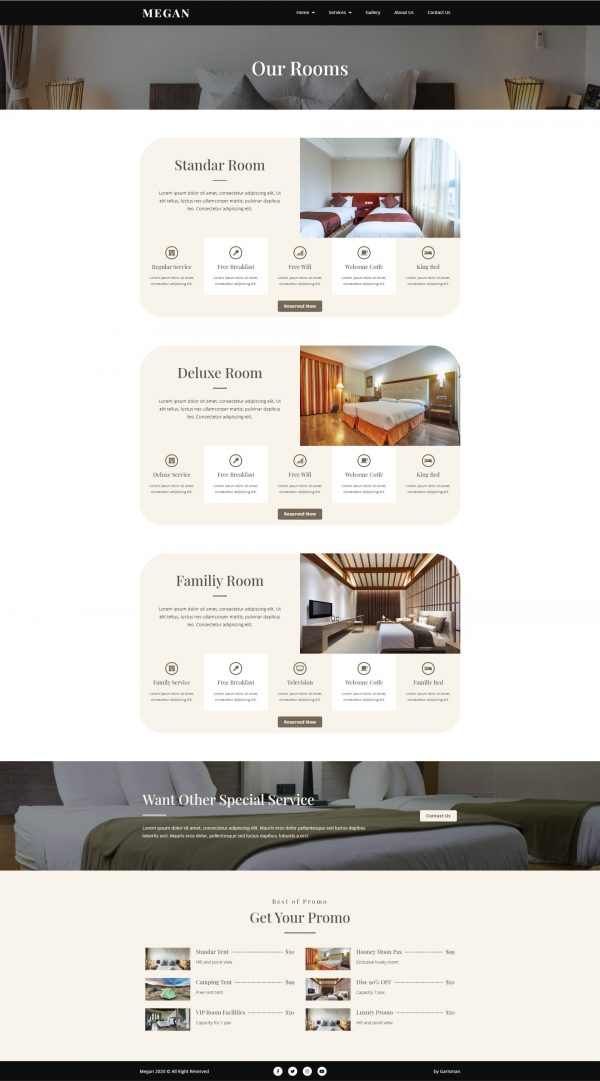 MEGAN
Home Services Gallery About Us Contact Us
Our Rooms
Standar Room
Lorem ipsum dolor sit amet, consectetur adipiscing elit. Ut
elit tellus, luctus nec ullamcorper mattis, pulvinar dapibus
leo. Consectetur adipiscing elit.
Regular Service Free Breakfast Free Wifi Welcome Coffe King Bed
Lorem ipsum dolor sit amet, Lorem ipsum dolor sit amet, Lorem ipsum dolor sit amet, Lorem ipsum dolor sit amet, Lorem ipsum dolor sit amet,
consectetur adipiscing elit. consectetur adipiscing elit. consectetur adipiscing elit. consectetur adipiscing elit. consectetur adipiscing elit.
Reserved Now
Deluxe Room
Lorem ipsum dolor sit amet, consectetur adipiscing elit. Ut
elit tellus, luctus nec ullamcorper mattis, pulvinar dapibus
leo. Consectetur adipiscing elit.
Deluxe Service Free Breakfast Free Wifi Welcome Coffe King Bed
Lorem ipsum dolor sit amet, Lorem ipsum dolor sit amet, Lorem ipsum dolor sit amet, Lorem ipsum dolor sit amet, Lorem ipsum dolor sit amet,
consectetur adipiscing elit. consectetur adipiscing elit. consectetur adipiscing elit. consectetur adipiscing elit. consectetur adipiscing elit.
Reserved Now
Familiy Room
Lorem ipsum dolor sit amet, consectetur adipiscing elit. Ut
elit tellus, luctus nec ullamcorper mattis, pulvinar dapibus
leo. Consectetur adipiscing elit.
Family Service Free Breakfast Television Welcome Coffe Familiy Bed
Lorem ipsum dolor sit amet, Lorem ipsum dolor sit amet, Lorem ipsum dolor sit amet, Lorem ipsum dolor sit amet, Lorem ipsum dolor sit amet,
consectetur adipiscing elit. consectetur adipiscing elit. consectetur adipiscing elit. consectetur adipiscing elit. consectetur adipiscing elit.
Reserved Now
Want Other Special Service
Lorem ipsum dolor sit amet, consectetur adipiscing elit. Mauris eros dolor pellentesque sed luctus dapibus
lobortis orci. Mauris eros dolor, pellentesque sed luctus dapibus, lobortis a orci.
Contact Us
Best of Promo
Get Your Promo
Standar Tent $50
Hill and pond view
Hooney Moon Pax $99
Exclusive lonely room
Camping Tent $99
Free rent tent
Disc 90% OFF $50
Capacity 7 pax
VIP Room Facilities $50
Capacity for 1 pax
Luxury Promo $50
Hill and pond view
Megan 2020 © All Right Reserved
by Garisman